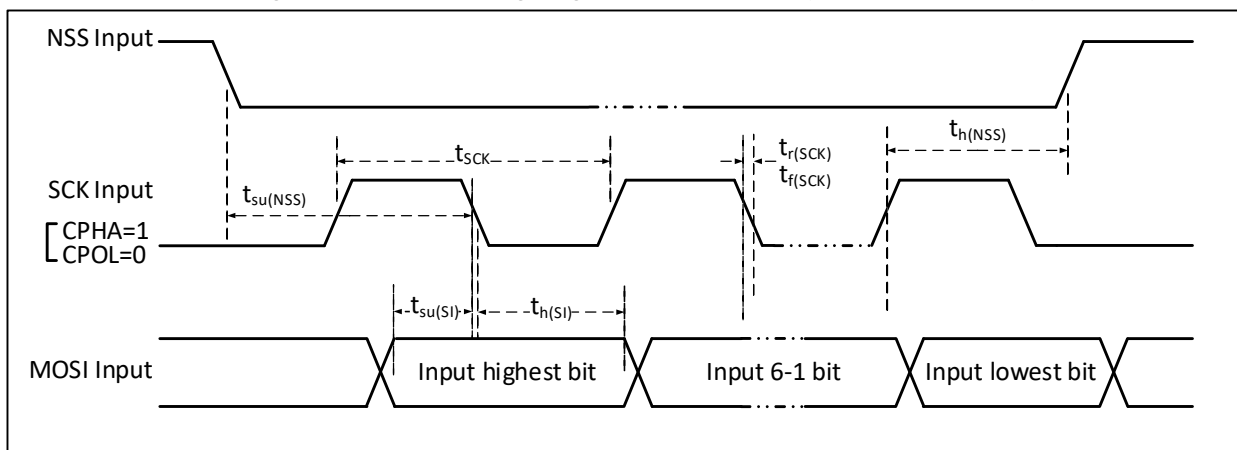 NSS Input
t_h(NSS)
t_SCK
t_r(SCK)
t_f(SCK)
SCK Input
t_su(NSS)
CPHA=1
CPOL=0
t_su(SI)
t_h(SI)
MOSI Input
Input highest bit
Input 6-1 bit
Input lowest bit